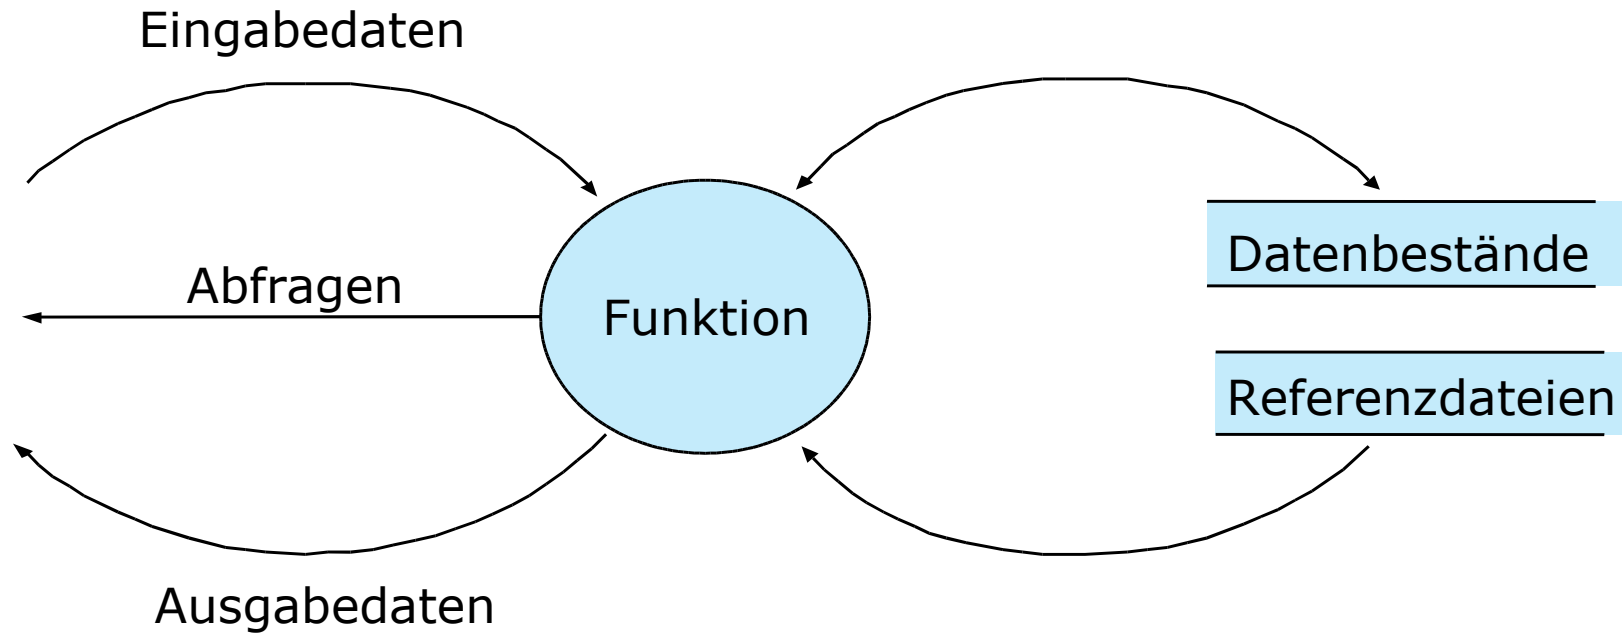 Eingabedaten
Abfragen
Funktion
Datenbestände
Referenzdateien
Ausgabedaten